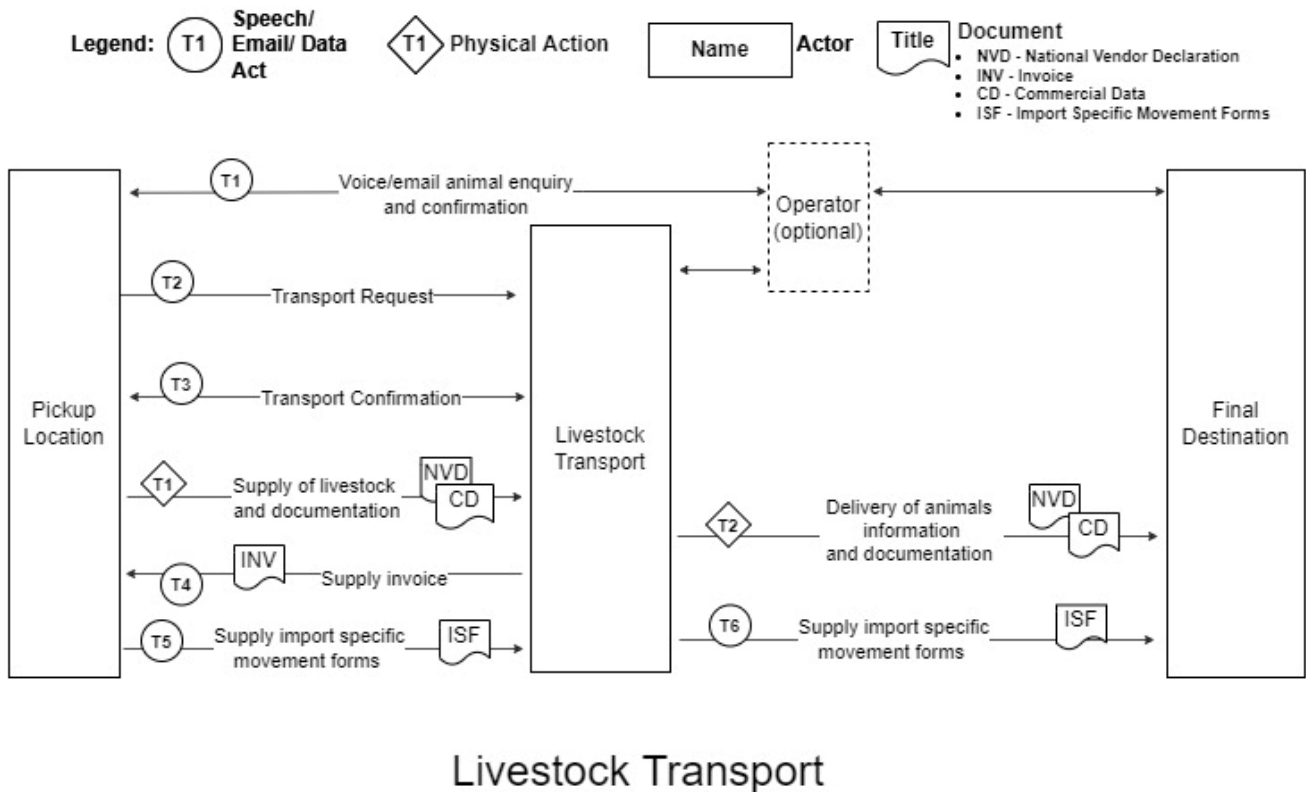 Legend:
T1
Speech/
Email/ Data
Act
T1
Physical Action
Name
Actor
Title
Document
• NVD - National Vendor Declaration
• INV - Invoice
• CD - Commercial Data
• ISF - Import Specific Movement Forms
T1
Voice/email animal enquiry
and confirmation
Operator
(optional)
T2
Transport Request
T3
Transport Confirmation
Pickup
Location
Livestock
Transport
Final
Destination
T1
Supply of livestock
and documentation
NVD
CD
T2
Delivery of animals
information
and documentation
NVD
CD
T4
INV
Supply invoice
T5
Supply import specific
movement forms
ISF
T6
Supply import specific
movement forms
ISF
Livestock Transport